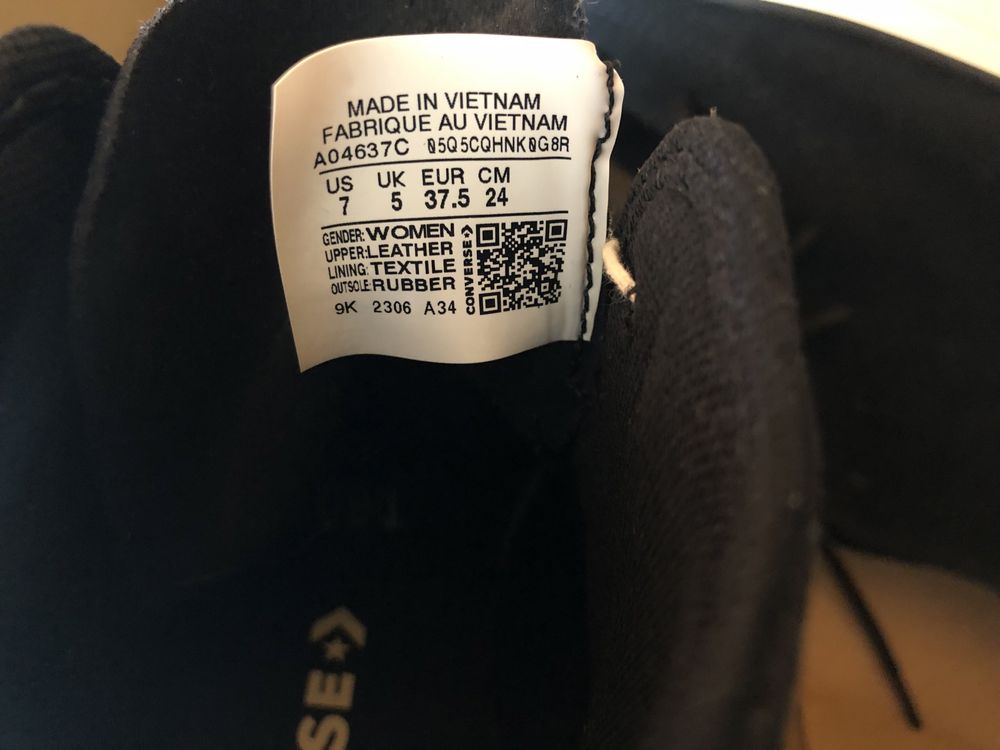 MADE IN VIETNAM
FABRIQUE AU VIETNAM
A04637C 05Q5CQHNK0G8R
US UK EUR CM
7 5 37.5 24
GENDER: WOMEN
UPPER: LEATHER
LINING: TEXTILE
OUTSOLE: RUBBER
9K 2306 A34
CONVERSE
SE